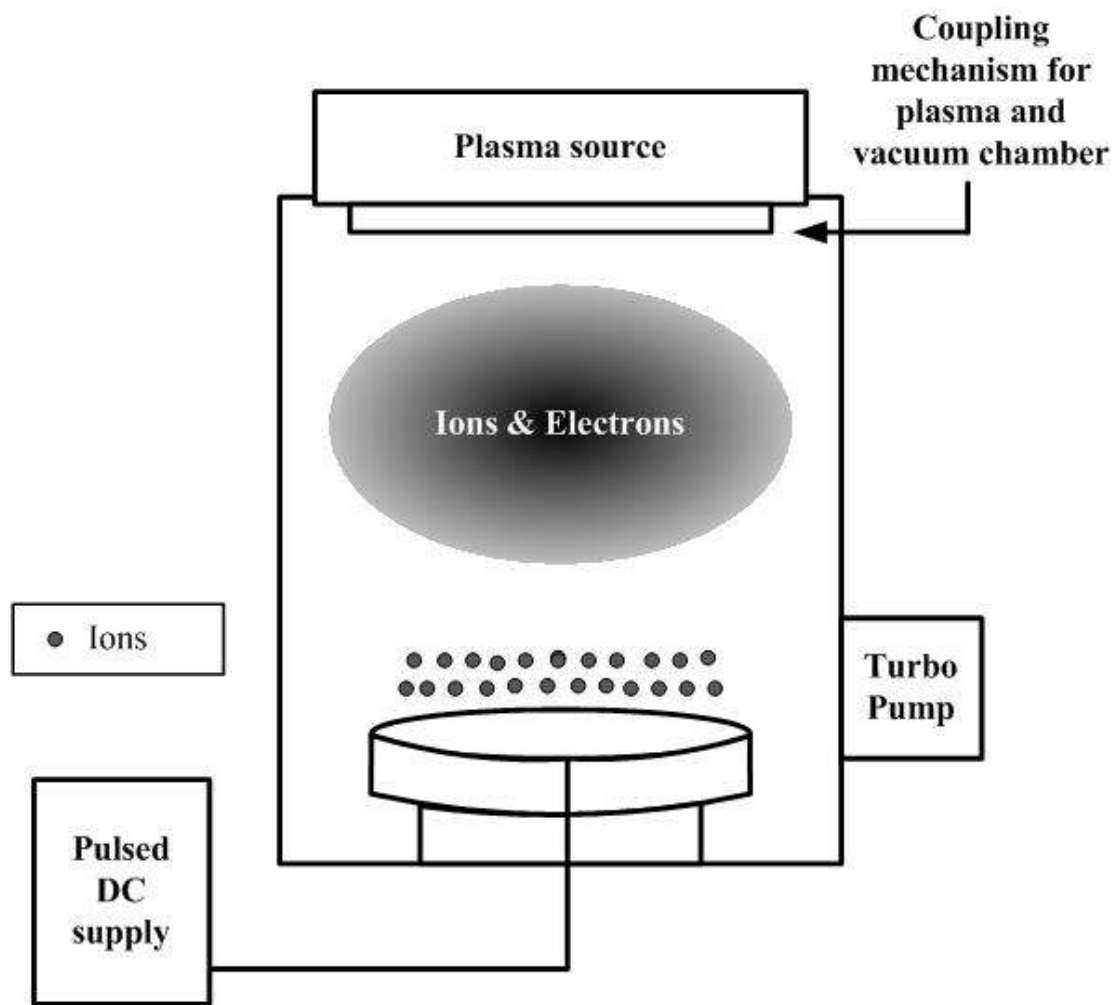 Coupling
mechanism for
plasma and
vacuum chamber
Plasma source
Ions & Electrons
Ions
Turbo
Pump
Pulsed
DC
supply